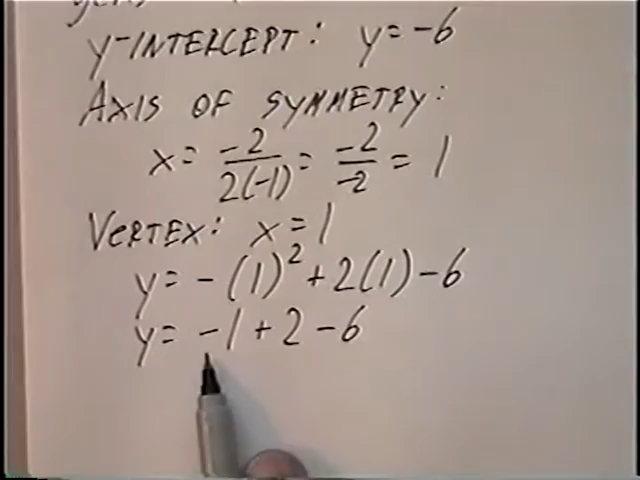 y-INTERCEPT: y=-6
AXIS OF SYMMETRY:
x= -2/2(-1) = -2/-2 = 1
VERTEX: x=1
y= -(1)²+2(1)-6
y= -1+2-6